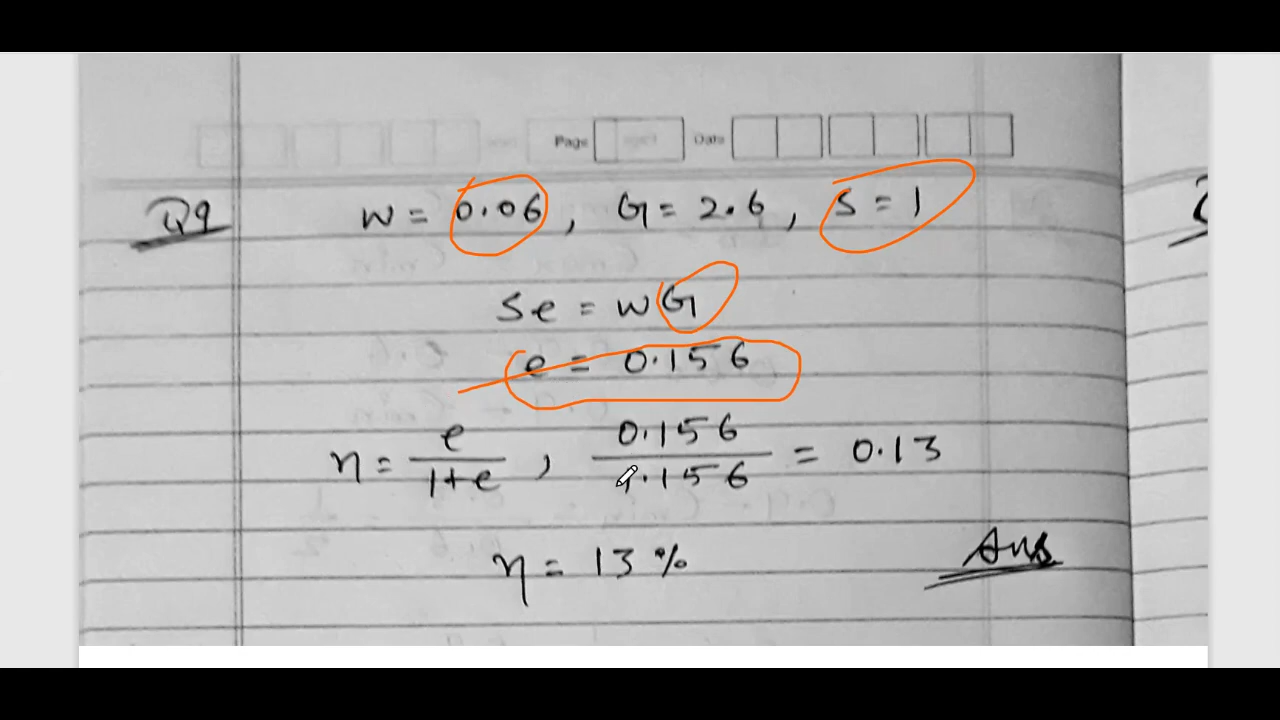 Page Date
Q9 w = 0.06, G = 2.6, S = 1
Se = wG
e = 0.156
η = e/1+e, 0.156/1.156 = 0.13
η = 13 %
Ans